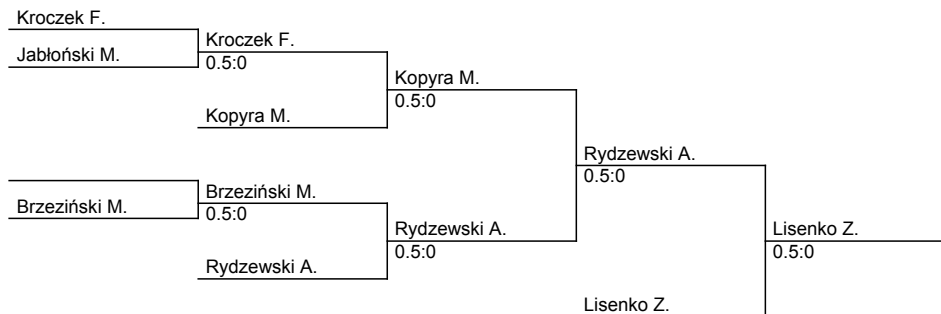 Kroczek F.
Jabłoński M.
Kroczek F.
0.5:0
Kopyra M.
Kopyra M.
0.5:0
Brzeziński M.
Brzeziński M.
0.5:0
Rydzewski A.
Rydzewski A.
0.5:0
Rydzewski A.
0.5:0
Lisenko Z.
Lisenko Z.
0.5:0